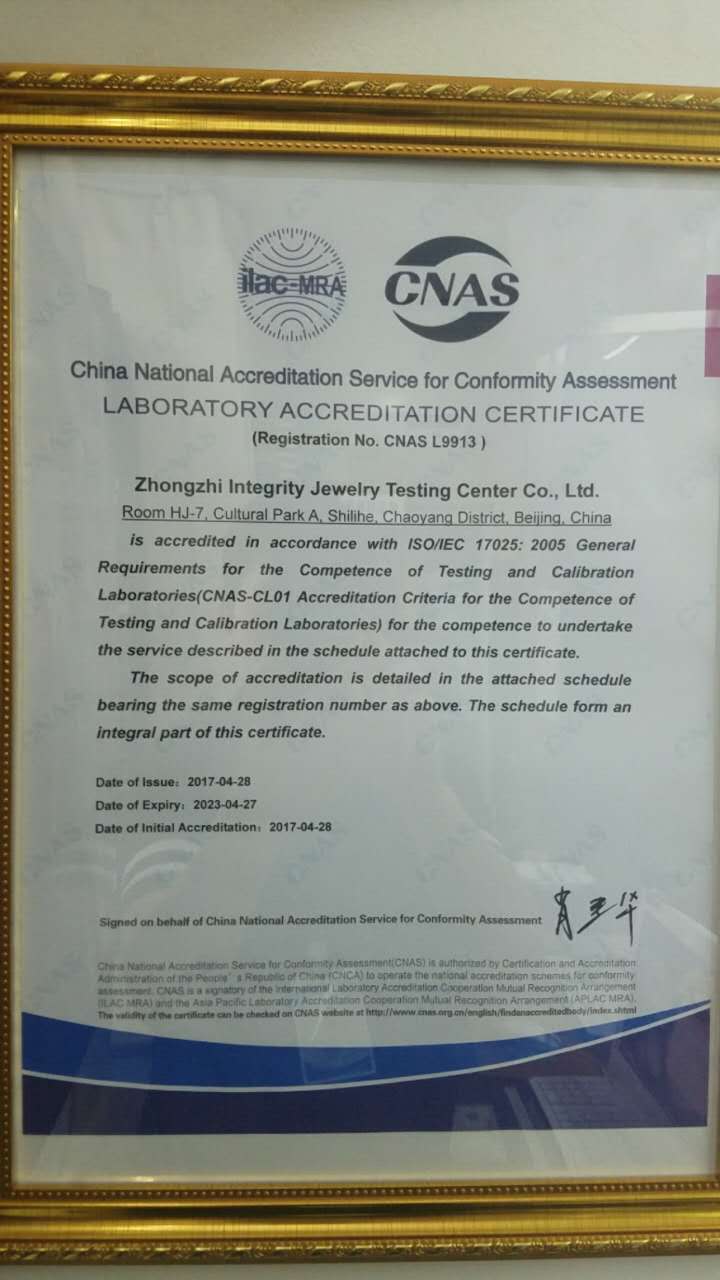 ilac-MRA
CNAS
China National Accreditation Service for Conformity Assessment
LABORATORY ACCREDITATION CERTIFICATE
(Registration No. CNAS L9913 )
Zhongzhi Integrity Jewelry Testing Center Co., Ltd.
Room HJ-7, Cultural Park A, Shilihe, Chaoyang District, Beijing, China
is accredited in accordance with ISO/IEC 17025: 2005 General
Requirements for the Competence of Testing and Calibration
Laboratories(CNAS-CL01 Accreditation Criteria for the Competence of
Testing and Calibration Laboratories) for the competence to undertake
the service described in the schedule attached to this certificate.
The scope of accreditation is detailed in the attached schedule
bearing the same registration number as above. The schedule form an
integral part of this certificate.
Date of Issue：2017-04-28
Date of Expiry：2023-04-27
Date of Initial Accreditation：2017-04-28
Signed on behalf of China National Accreditation Service for Conformity Assessment
China National Accreditation Service for Conformity Assessment(CNAS) is authorized by Certification and Accreditation
Administration of the People's Republic of China (CNCA) to operate the national accreditation schemes for conformity
assessment. CNAS is a signatory of the International Laboratory Accreditation Cooperation Mutual Recognition Arrangement
(ILAC MRA) and the Asia Pacific Laboratory Accreditation Cooperation Mutual Recognition Arrangement (APLAC MRA).
The validity of the certificate can be checked on CNAS website at http://www.cnas.org.cn/english/findanaccreditedbody/index.shtml